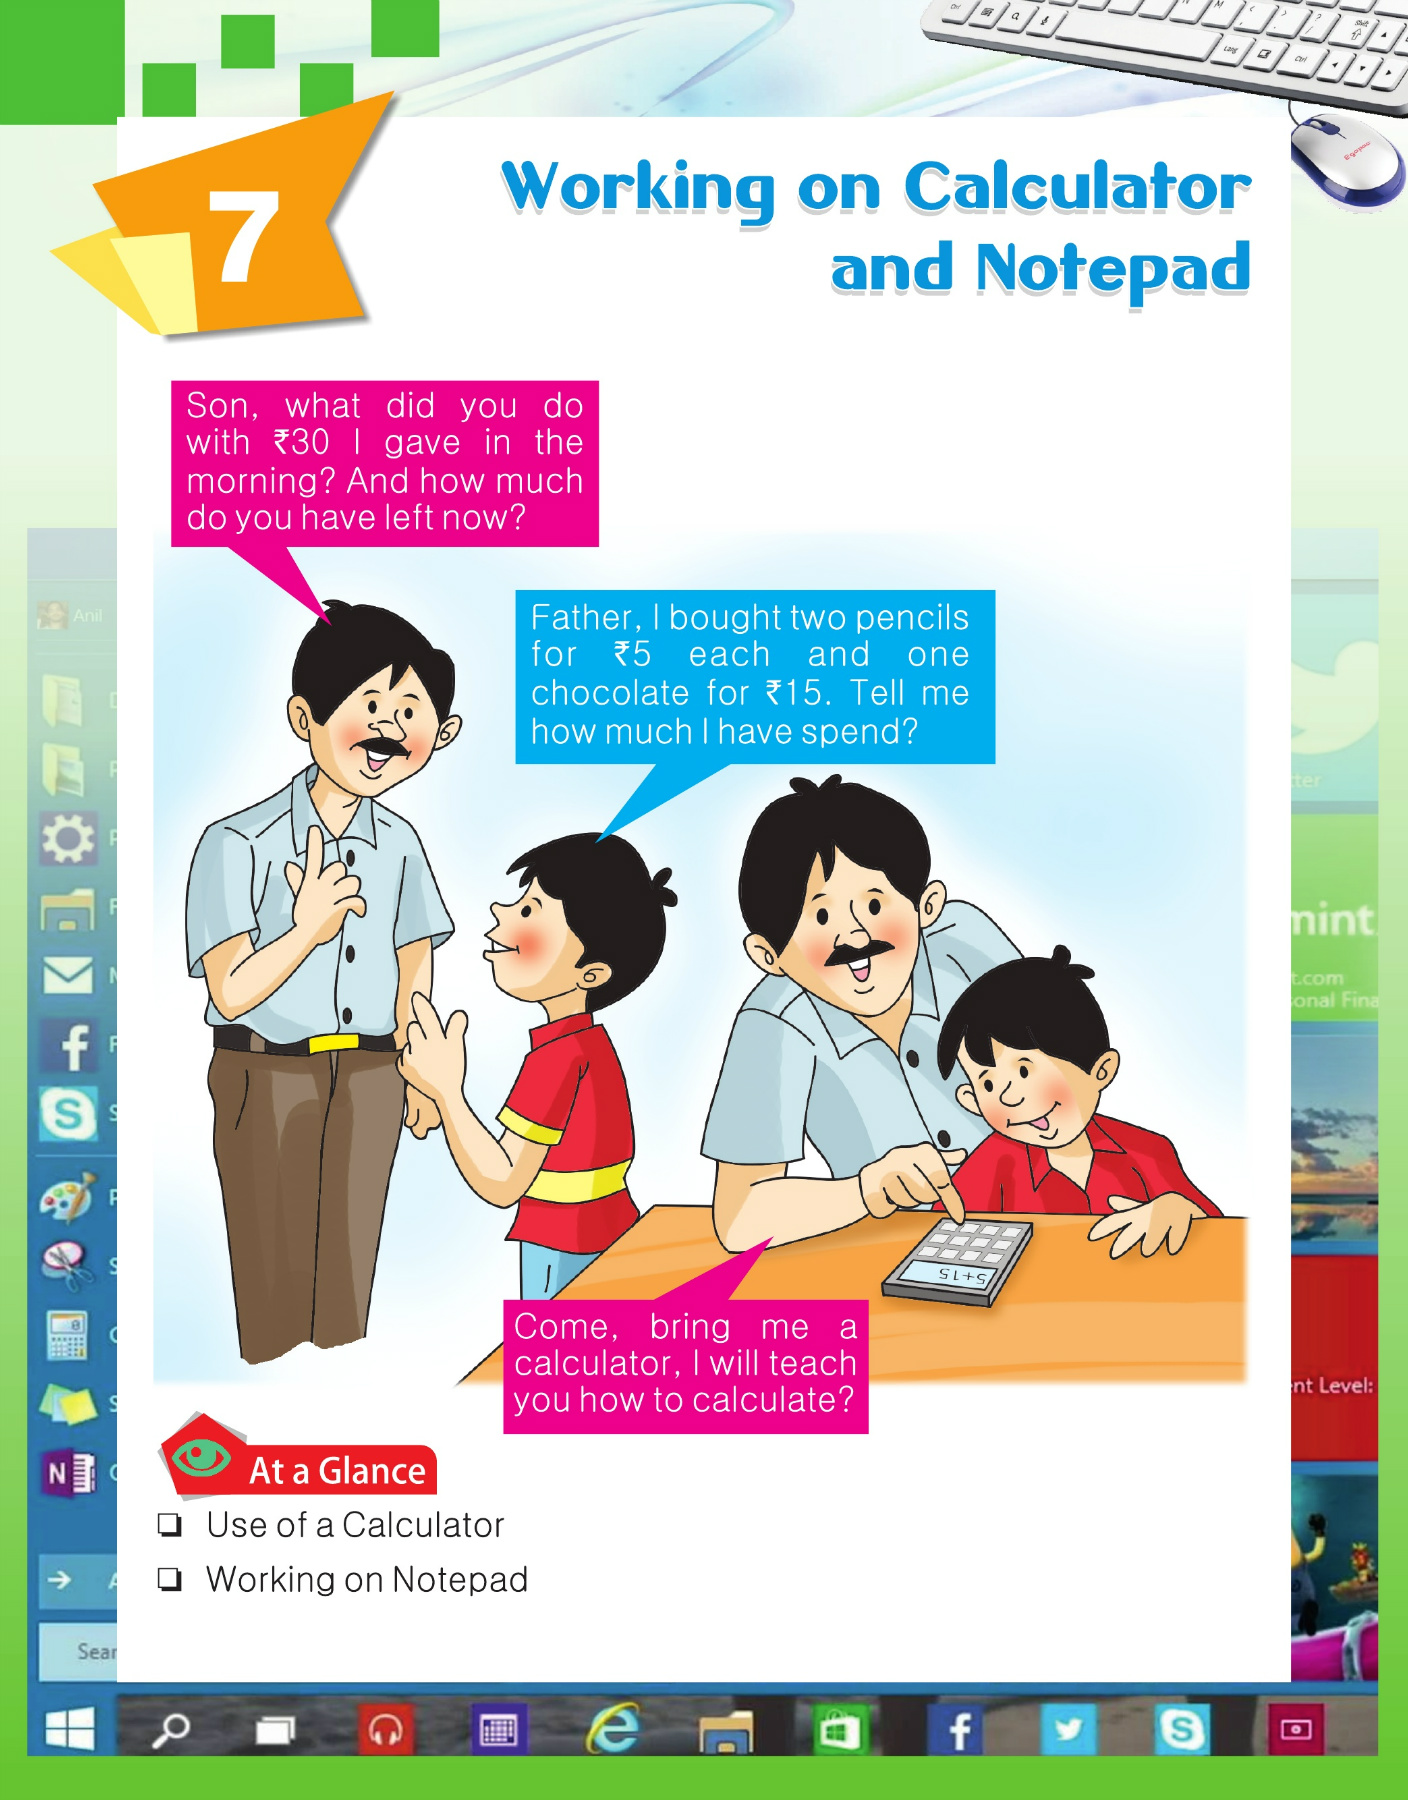 7
Working on Calculator
and Notepad
Son, what did you do
with ₹30 I gave in the
morning? And how much
do you have left now?
Father, I bought two pencils
for ₹5 each and one
chocolate for ₹15. Tell me
how much I have spend?
5+15
Come, bring me a
calculator, I will teach
you how to calculate?
At a Glance
❏ Use of a Calculator
❏ Working on Notepad
Anil
Sear
tter
mint
t.com
onal Fina
nt Level: